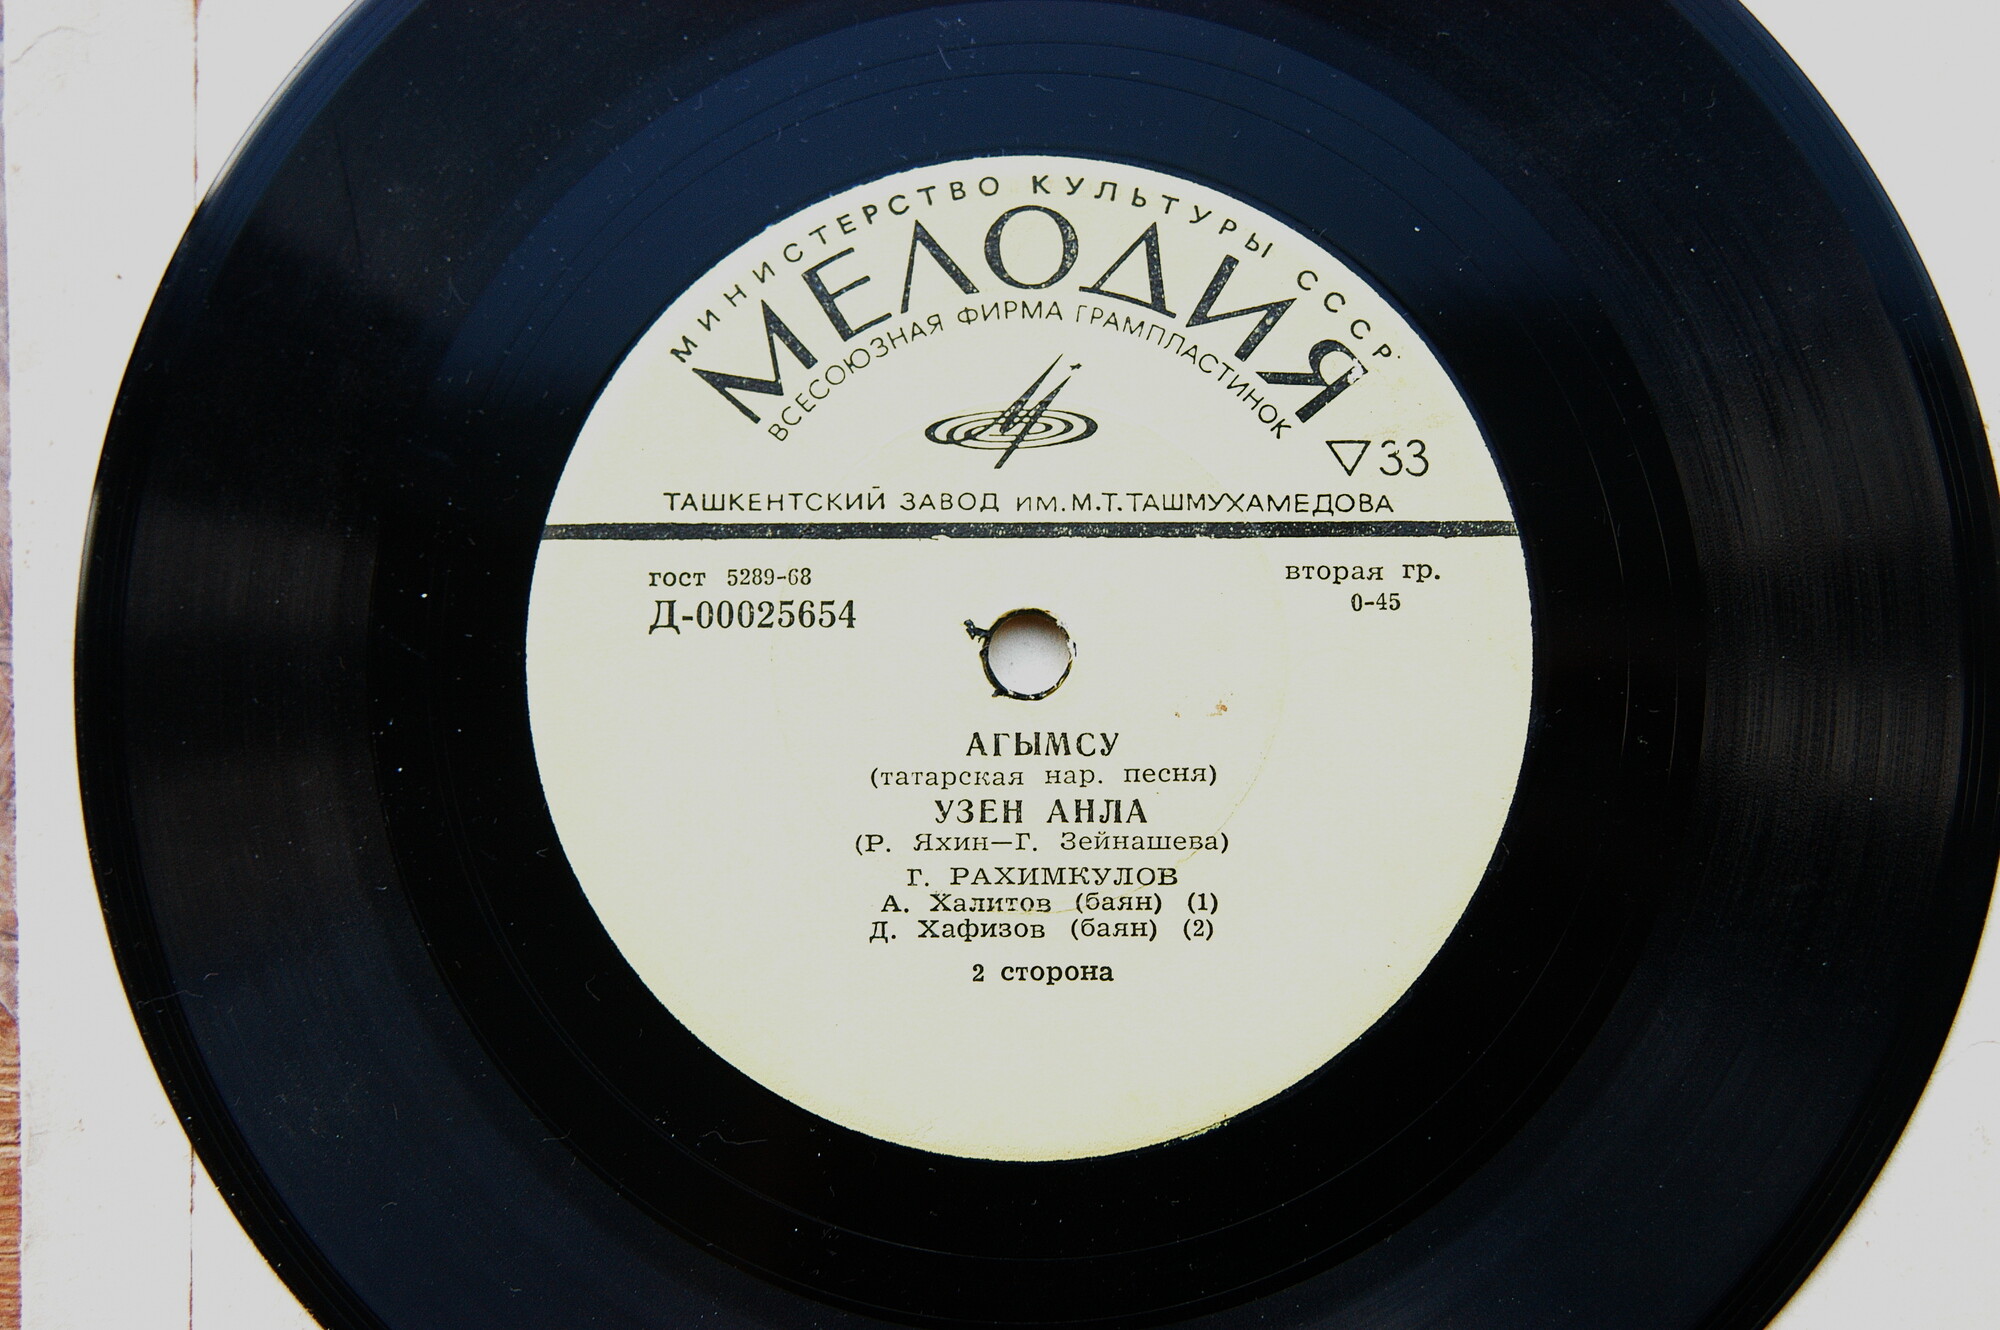 МИНИСТЕРСТВО КУЛЬТУРЫ СССР
МЕЛОДИЯ
ВСЕСОЮЗНАЯ ФИРМА ГРАМПЛАСТИНОК
33
ТАШКЕНТСКИЙ ЗАВОД ИМ. М.Т. ТАШМУХАМЕДОВА
гост 5289-68
вторая гр.
Д-00025654
0-45
АГЫМСУ
(татарская нар. песня)
УЗЕН АНЛА
(Р. Яхин—Г. Зейнашева)
Г. РАХИМКУЛОВ
А. Халитов (баян) (1)
Д. Хафизов (баян) (2)
2 сторона